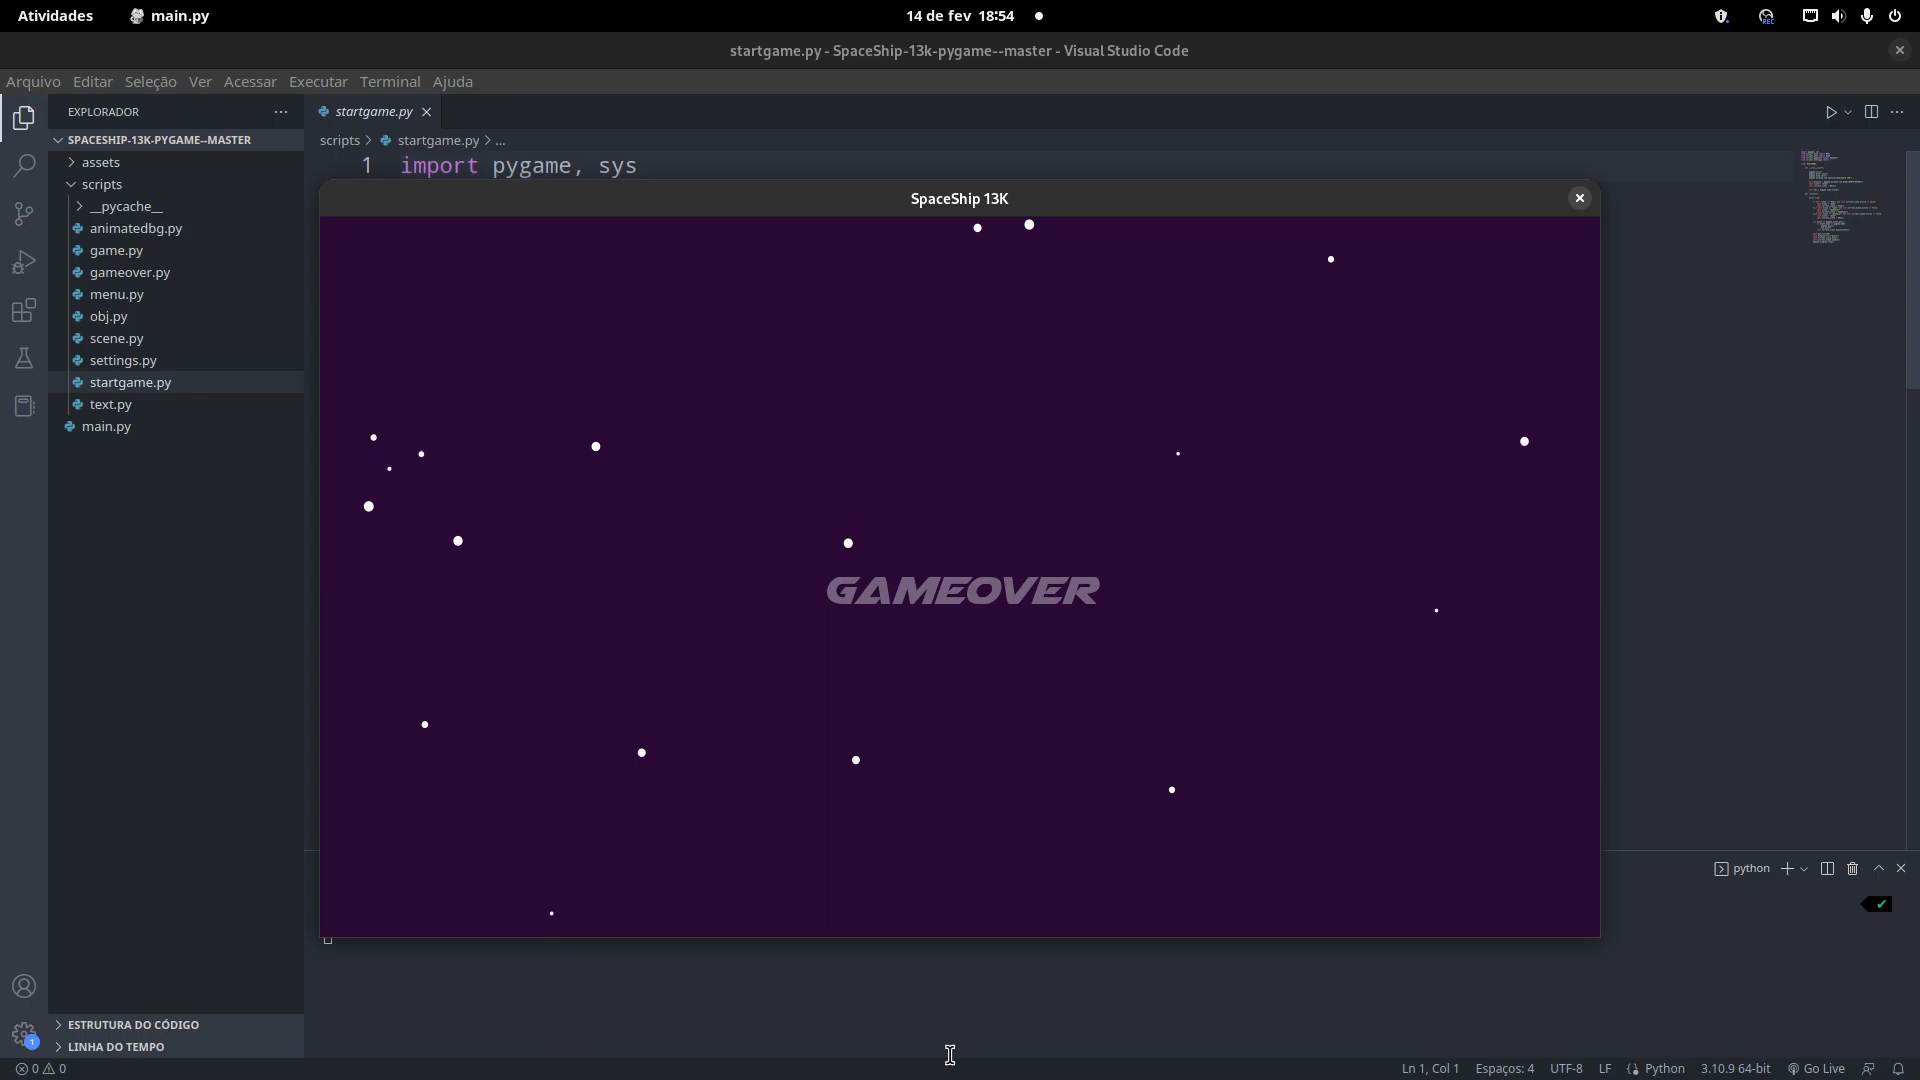 Atividades
main.py
14 de fev 18:54
REC
startgame.py - SpaceShip-13k-pygame--master - Visual Studio Code
Arquivo Editar Seleção Ver Acessar Executar Terminal Ajuda
EXPLORADOR
SPACESHIP-13K-PYGAME--MASTER
assets
scripts
__pycache__
animatedbg.py
game.py
gameover.py
menu.py
obj.py
scene.py
settings.py
startgame.py
text.py
main.py
ESTRUTURA DO CÓDIGO
LINHA DO TEMPO
startgame.py
scripts > startgame.py > ...
1 import pygame, sys
SpaceShip 13K
GAMEOVER
python
1
0 0
Ln 1, Col 1 Espaços: 4 UTF-8 LF Python 3.10.9 64-bit Go Live